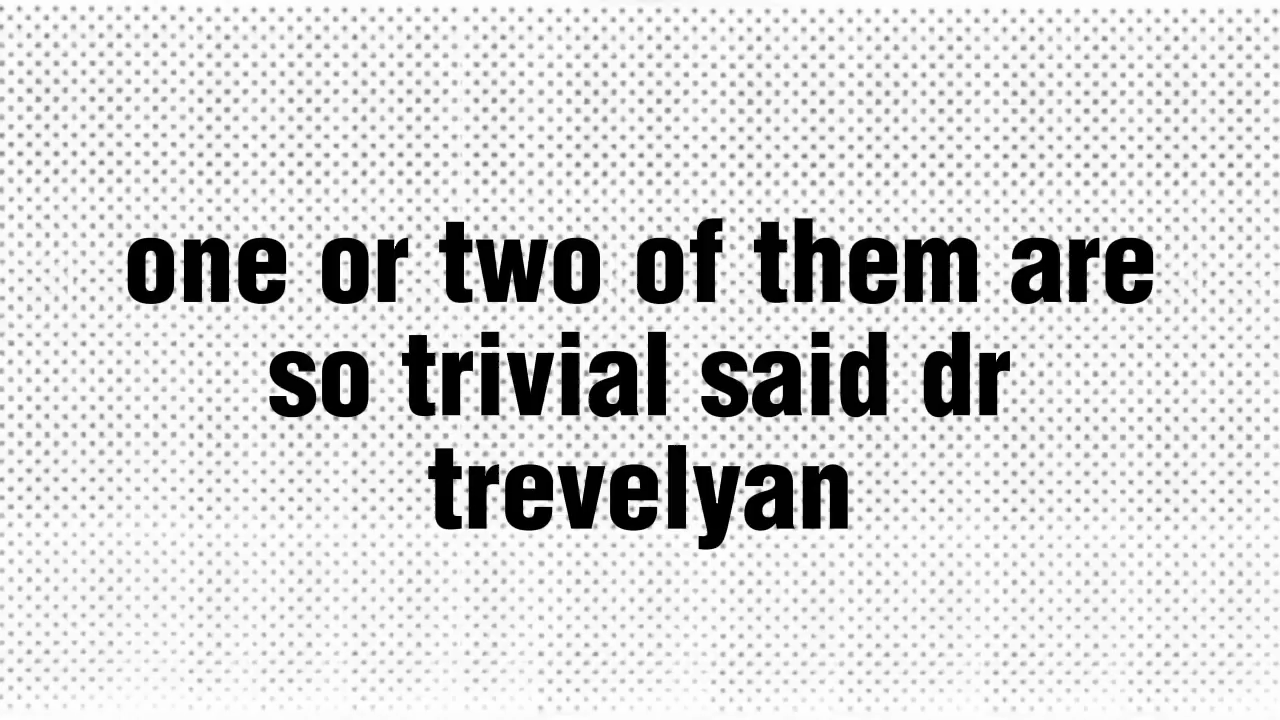 one or two of them are
so trivial said dr
trevelyan